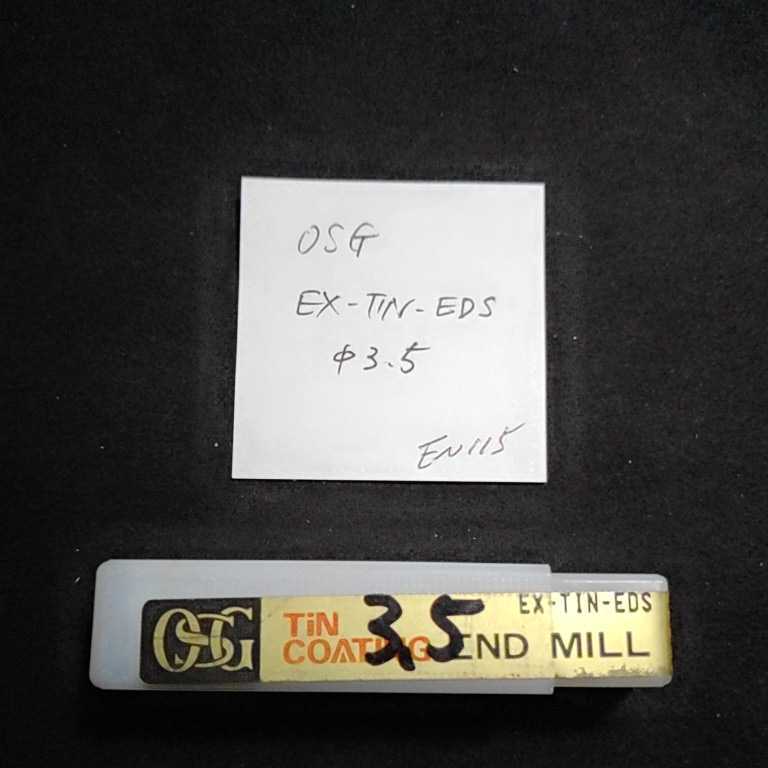 OSG
EX-TIN-EDS
φ3.5
EN115
OSG
TiN
COATING
3.5
EX-TIN-EDS
END MILL